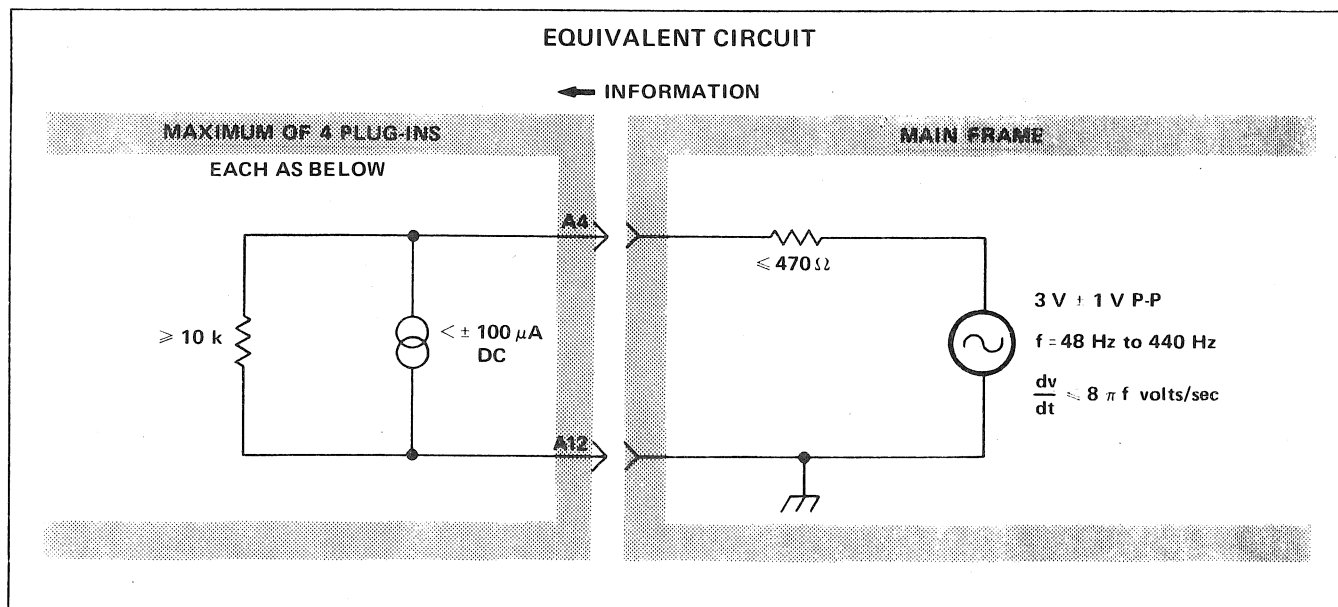 EQUIVALENT CIRCUIT
← INFORMATION
MAXIMUM OF 4 PLUG-INS
EACH AS BELOW
MAIN FRAME
A4
≤ 470 Ω
≥ 10 k
< ± 100 μA
DC
3 V ± 1 V P-P
f = 48 Hz to 440 Hz
dv
dt
≤ 8 π f volts/sec
A12